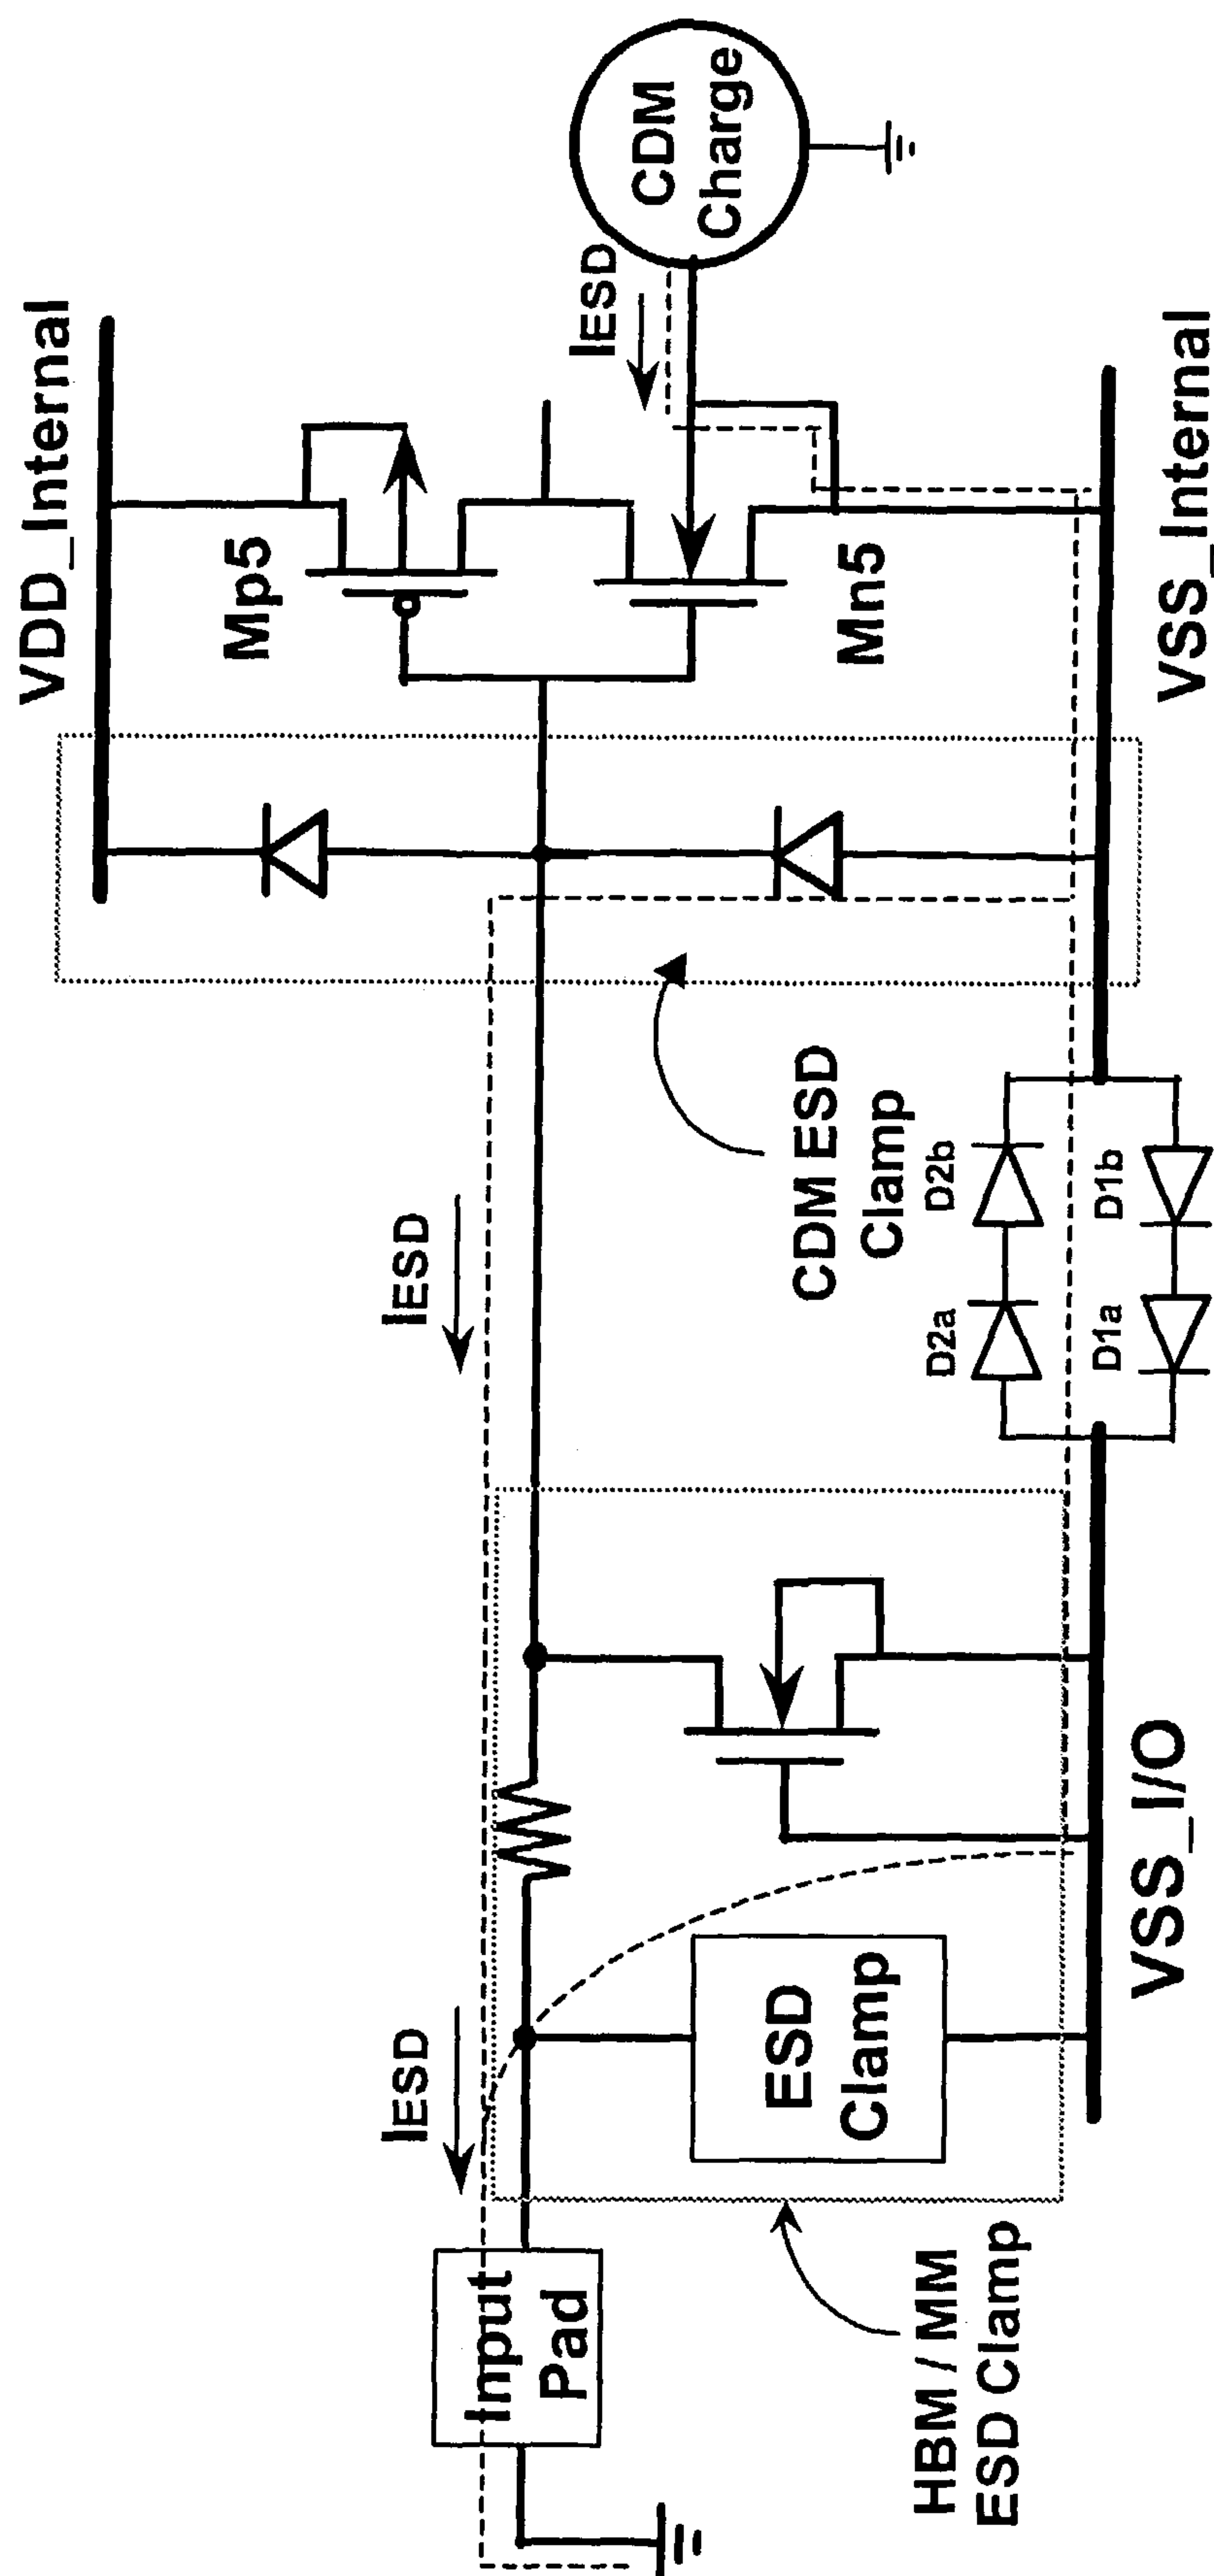 VDD_Internal
Mp5
IESD
CDM
Charge
Mn5
VSS_Internal
IESD
CDM ESD
Clamp
D2a
D2b
D1a
D1b
IESD
Input
Pad
ESD
Clamp
VSS_I/O
HBM / MM
ESD Clamp